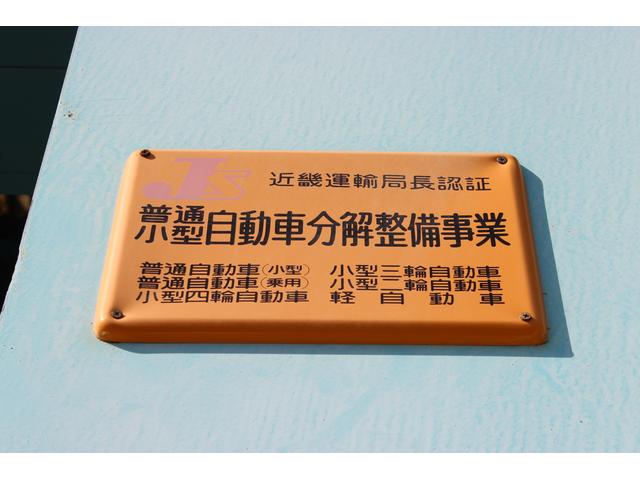 JS 近畿運輸局長認証
普通
小型 自動車分解整備事業
普通自動車(小型) 小型三輪自動車
普通自動車(乗用) 小型二輪自動車
小型四輪自動車 軽自動車